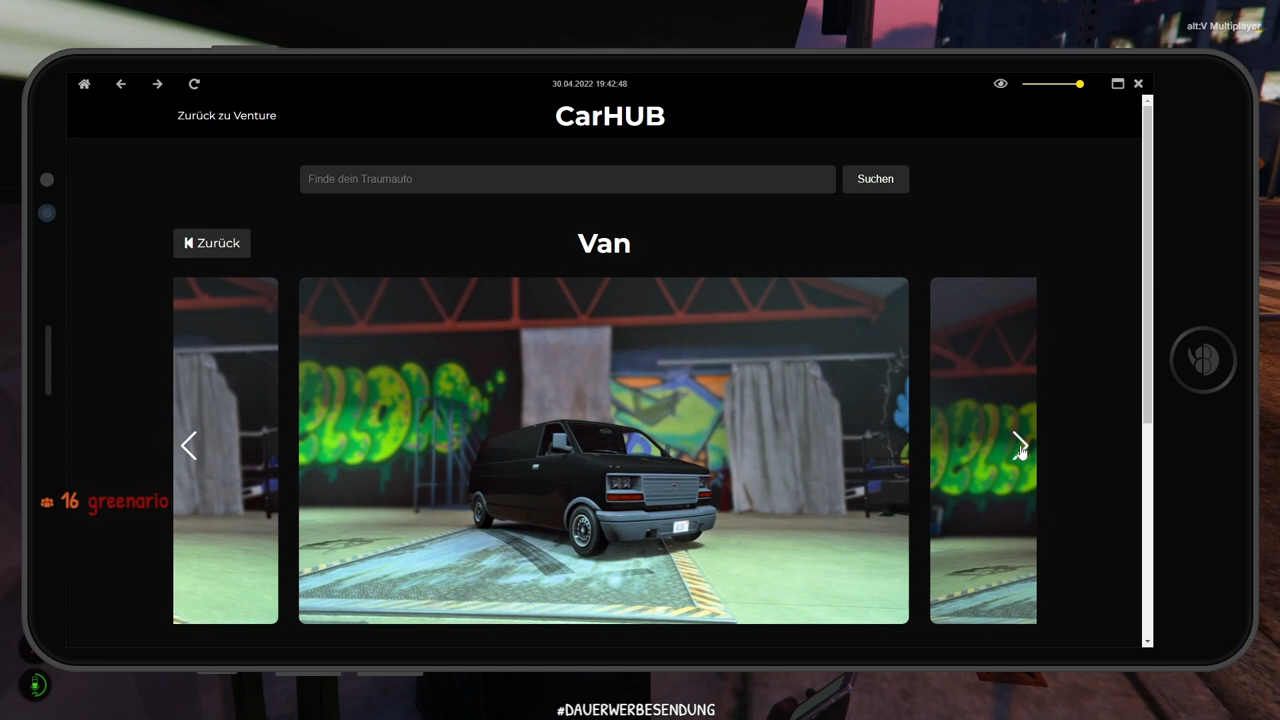 alt:V Multiplayer
30.04.2022 19:42:48
Zurück zu Venture
CarHUB
Finde dein Traumauto
Suchen
Zurück
Van
16 greenario
#DAUERWERBESENDUNG